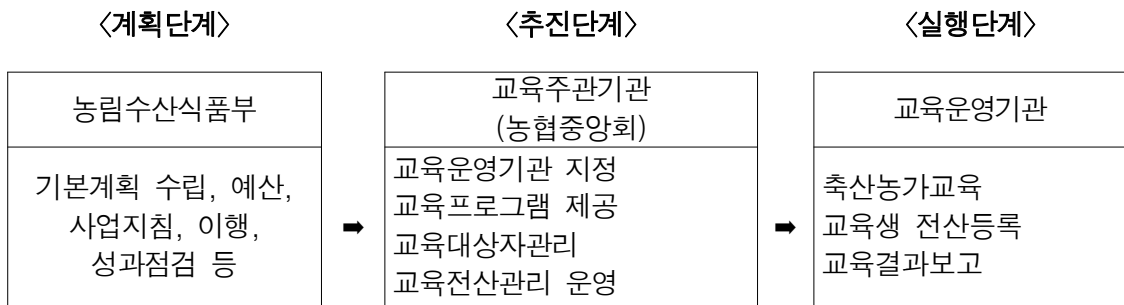 〈계획단계〉
〈추진단계〉
〈실행단계〉
농림수산식품부
기본계획 수립, 예산,
사업지침, 이행,
성과점검 등
➡
교육주관기관
(농협중앙회)
교육운영기관 지정
교육프로그램 제공
교육대상자관리
교육전산관리 운영
➡
교육운영기관
축산농가교육
교육생 전산등록
교육결과보고